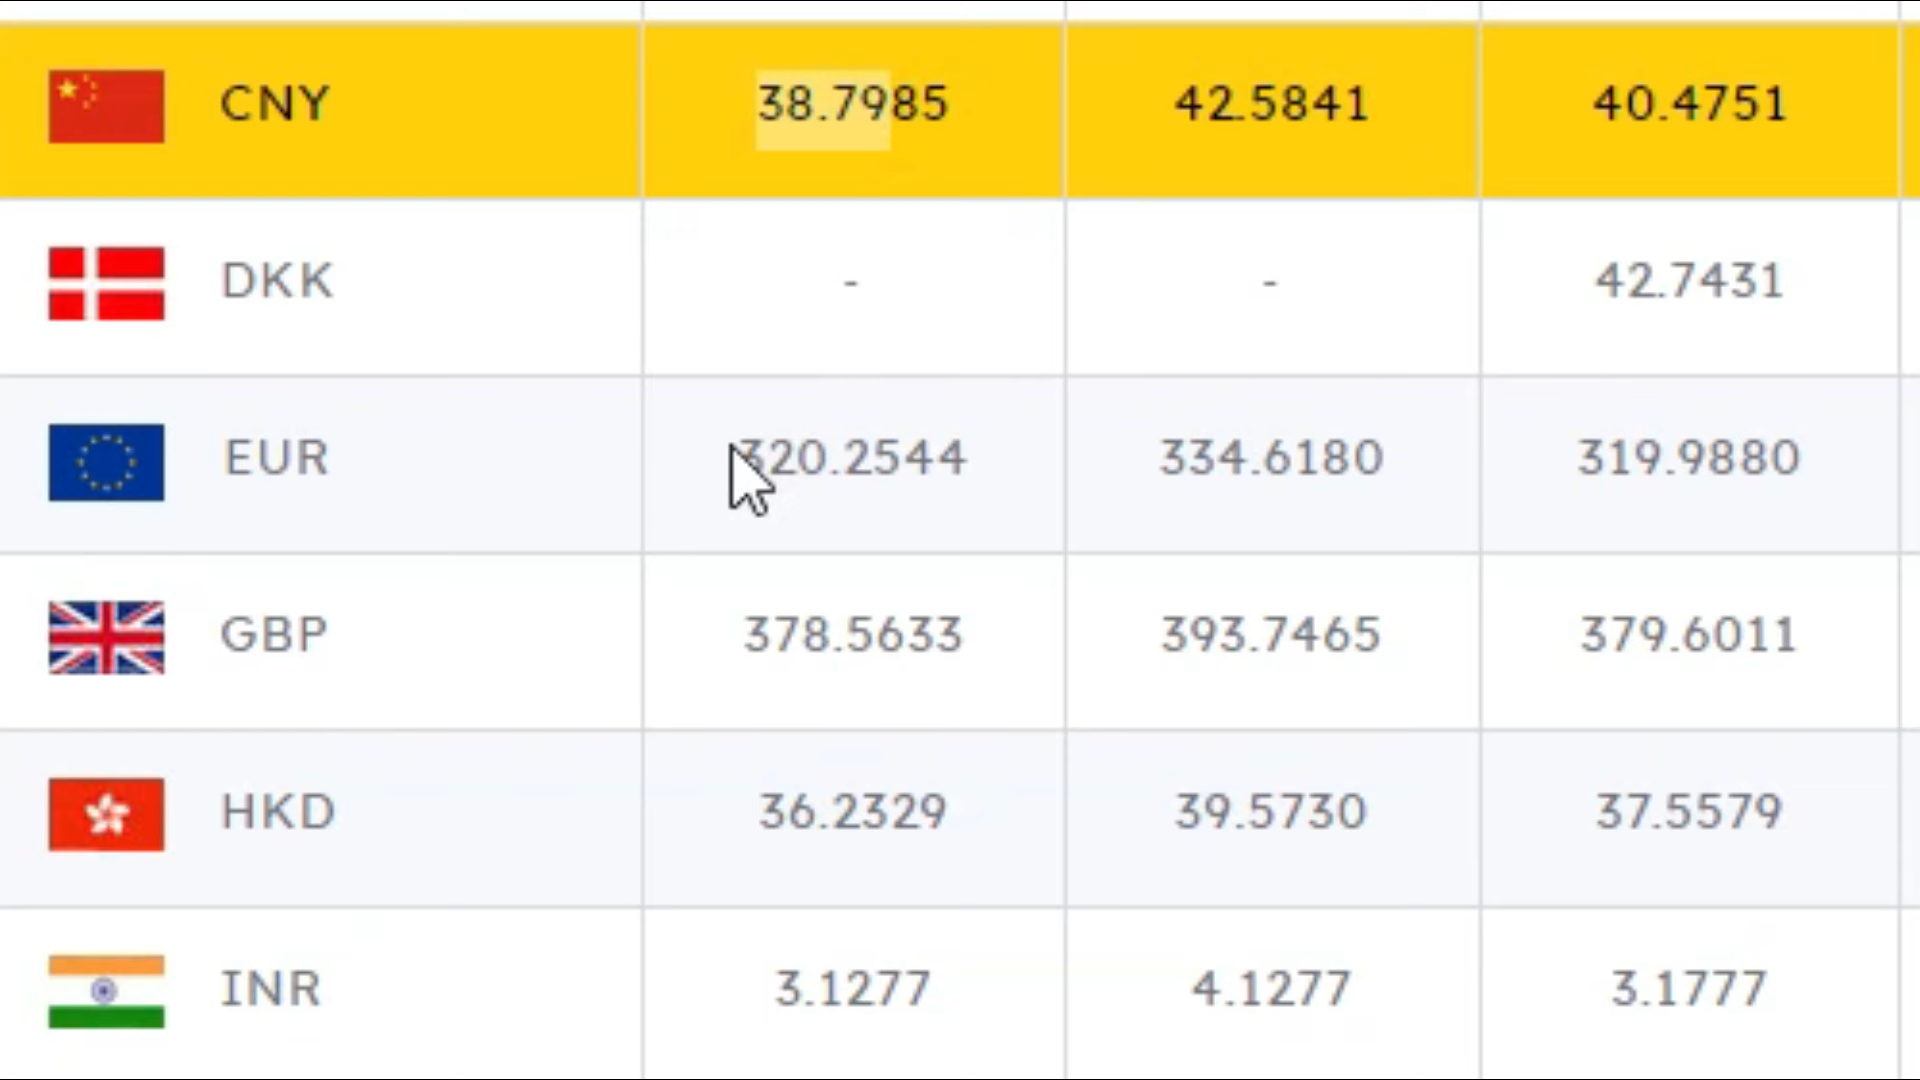 CNY 38.7985 42.5841 40.4751
DKK - - 42.7431
EUR 320.2544 334.6180 319.9880
GBP 378.5633 393.7465 379.6011
HKD 36.2329 39.5730 37.5579
INR 3.1277 4.1277 3.1777